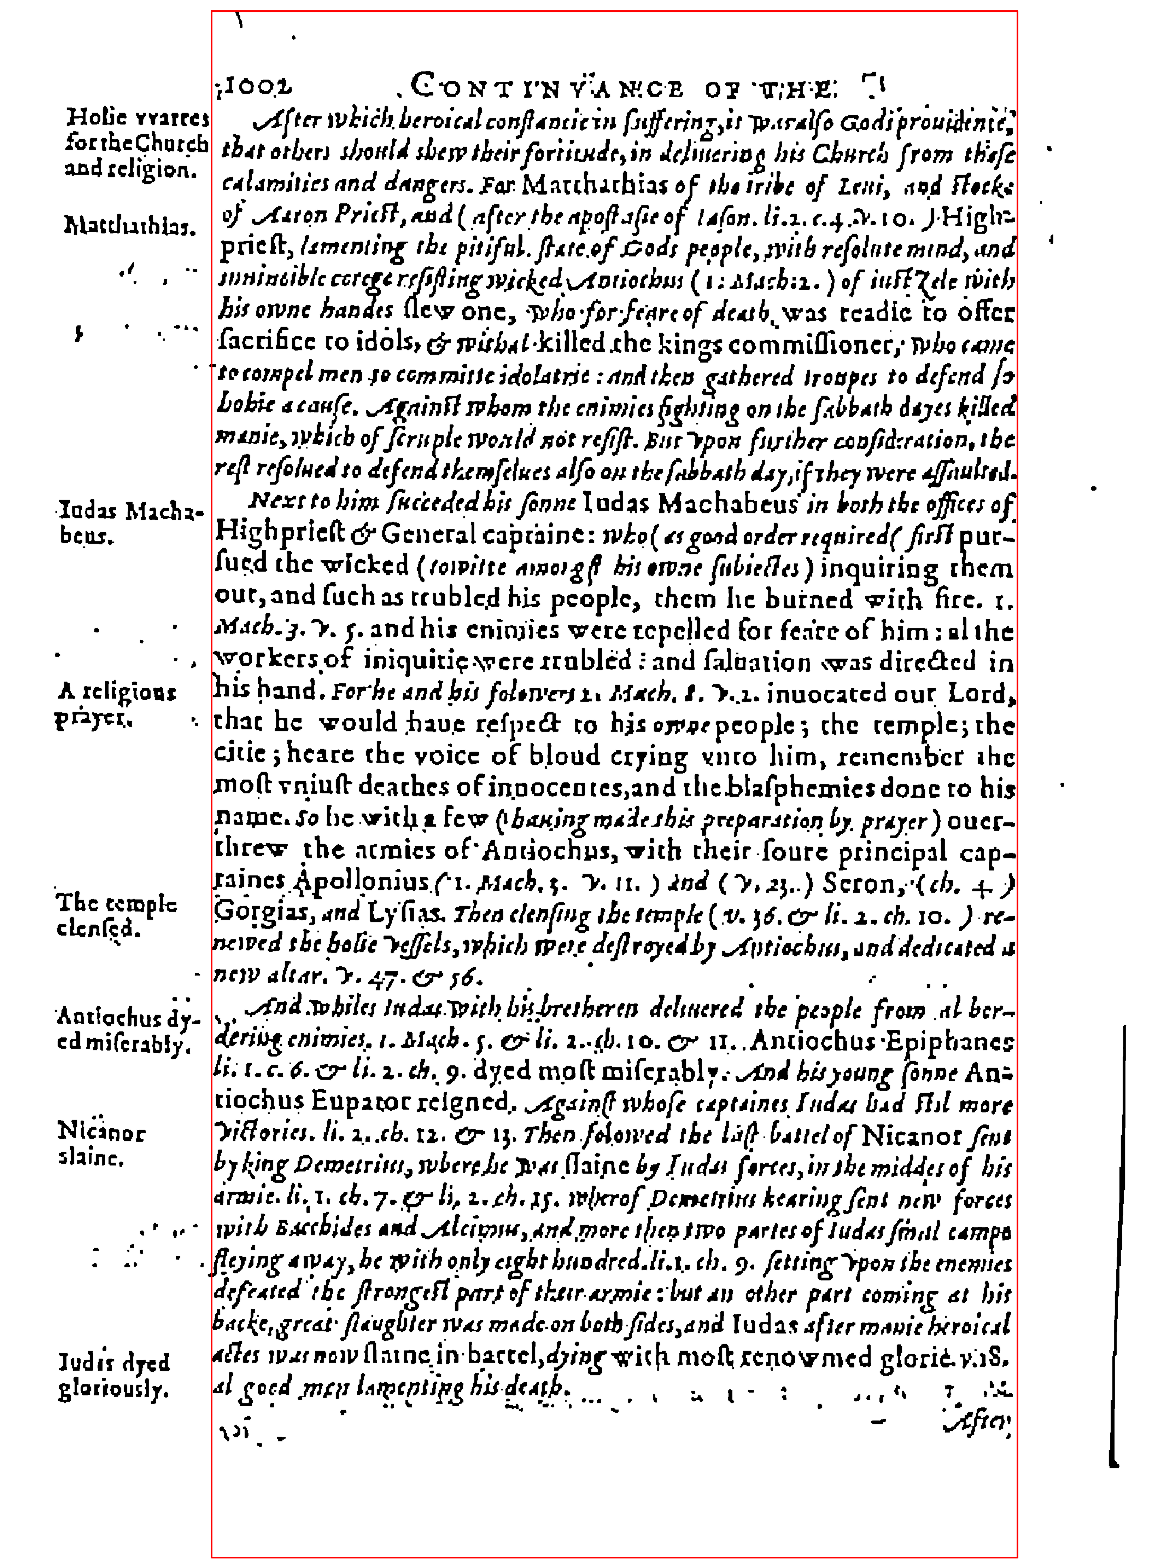 1002 CONTINVANCE OF THE
Holie vvarres
for the Church
and religion.
After which heroical constancie in suffering, it was also Gods prouidence,
that others should shew their fortitude, in deliuering his Church from these
calamities and dangers. For Matthathias of the tribe of Leui, and stocke
Matthathias.
of Aaron Priest, and (after the apostasie of Iason. li. 2. c. 4. v. 10.) High-
priest, lamenting the pitiful state of Gods people, with resolute mind, and
inuincible corege resisting wicked Antiochus (1. Mach. 2.) of iust zele with
his owne handes slew one, who for feare of death was readie to offer
sacrifice to idols, & withal killed the kings commissioner, who came
to compel men to committe idolatrie: and then gathered troupes to defend so
holie a cause. Against whom the enimies fighting on the sabbath dayes killed
manie, which of scruple would not resist. But vpon further consideration, the
rest resolued to defend themselues also on the sabbath day, if they were assaulted.
Iudas Macha-
beus.
Next to him succeded his sonne Iudas Machabeus in both the offices of
Highpriest & General captaine: who (as good order required( first pur-
sued the wicked (towitte amongst his owne subiectes) inquiring them
out, and such as trubled his people, them he burned with fire. 1.
Mach. 3. v. 5. and his enimies were repelled for feare of him: al the
workers of iniquitie were trubled: and saluation was directed in
A religious
prayer.
his hand. For he and his folowers 2. Mach. 8. v. 2. inuocated our Lord,
that he would haue respect to his owne people; the temple; the
citie; heare the voice of bloud crying vnto him, remember the
most vniust deathes of innocentes, and the blasphemies done to his
name. So he with a few (hauing made this preparation by prayer) ouer-
threw the armies of Antiochus, with their foure principal cap-
taines Apollonius (1. Mach. 3. v. 11.) and (v. 23.) Seron, (ch. 4)
The temple
clensed.
Gorgias, and Lysias. Then clensing the temple (v. 36. & li. 2. ch. 10.) re-
newed the holie vessels, which were destroyed by Antiochus, and dedicated a
new altar. v. 47. & 56.
Antiochus dy-
ed miserably.
And whiles Iudas with his bretheren deliuered the people from al bor-
dering enimies. 1. Mach. 5. & li. 2. ch. 10. & 11. Antiochus Epiphanes
li. 1. c. 6. & li. 2. ch. 9. dyed most miserably. And his young sonne An-
tiochus Eupator reigned. Against whose captaines Iudas had stil more
Nicanor
slaine.
victories. li. 2. ch. 12. & 13. Then folowed the last battel of Nicanor sent
by king Demetrius, where he was slaine by Iudas forces, in the middes of his
armie. li. 1. ch. 7. & li. 2. ch. 15. wherof Demetrius hearing sent new forces
with Bacchides and Alcimus, and more then two partes of Iudas smal campe
fleying away, he with only eight hundred. li. 1. ch. 9. setting vpon the enemies
defeated the strongest part of their armie: but an other part coming at his
backe, great slaughter was made on both sides, and Iudas after manie heroical
Iudas dyed
gloriously.
actes was now slaine in battel, dying with most renowmed glorie. v. 18.
al good men lamenting his death.
After